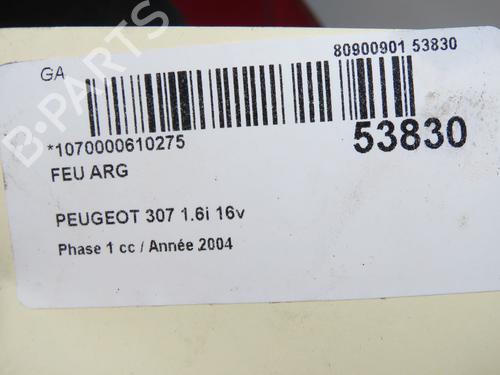 80900901 53830
GA
*1070000610275
53830
FEU ARG
PEUGEOT 307 1.6i 16v
Phase 1 cc / Année 2004
B-PARTS